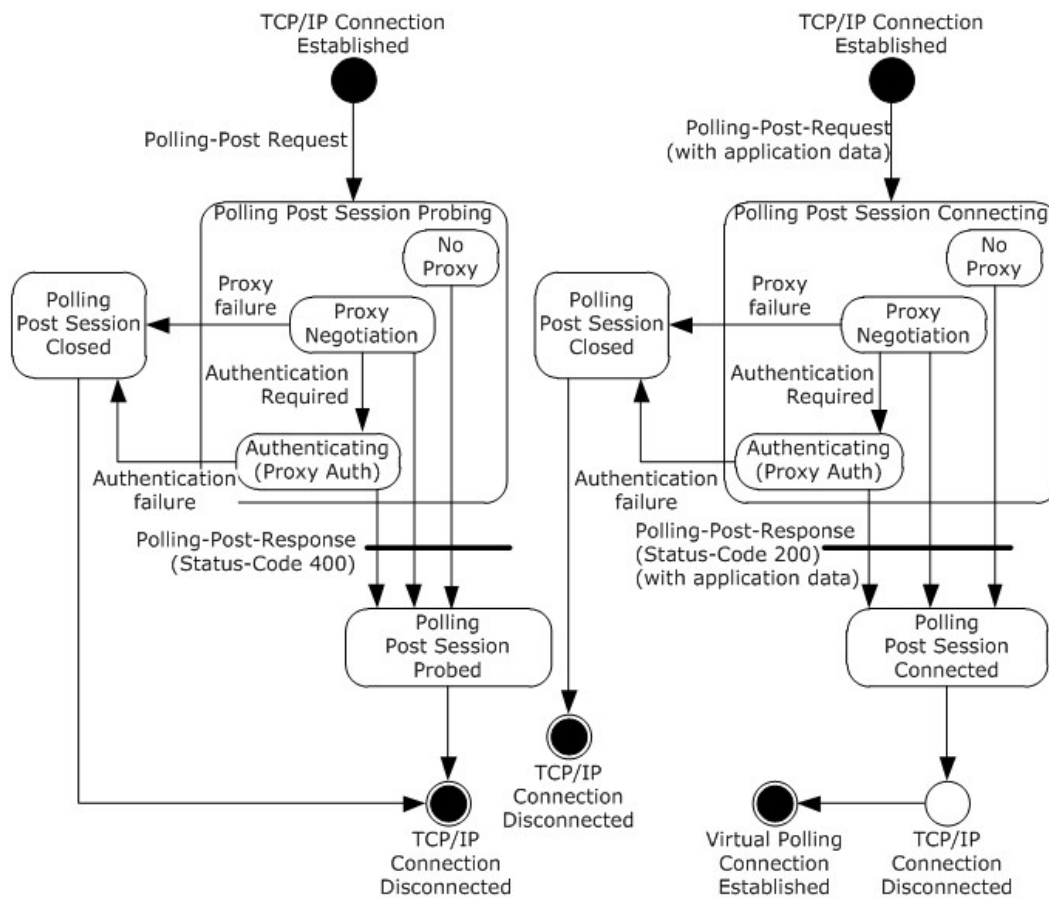 TCP/IP Connection
Established
Polling-Post Request
Polling Post Session Probing
No
Proxy
Proxy
failure
Polling
Post Session
Closed
Proxy
Negotiation
Authentication
Required
Authenticating
(Proxy Auth)
Authentication
failure
Polling-Post-Response
(Status-Code 400)
Polling
Post Session
Probed
TCP/IP
Connection
Disconnected
TCP/IP Connection
Established
Polling-Post-Request
(with application data)
Polling Post Session Connecting
No
Proxy
Proxy
failure
Polling
Post Session
Closed
Proxy
Negotiation
Authentication
Required
Authenticating
(Proxy Auth)
Authentication
failure
Polling-Post-Response
(Status-Code 200)
(with application data)
Polling
Post Session
Connected
TCP/IP
Connection
Disconnected
Virtual Polling
Connection
Established
TCP/IP
Connection
Disconnected